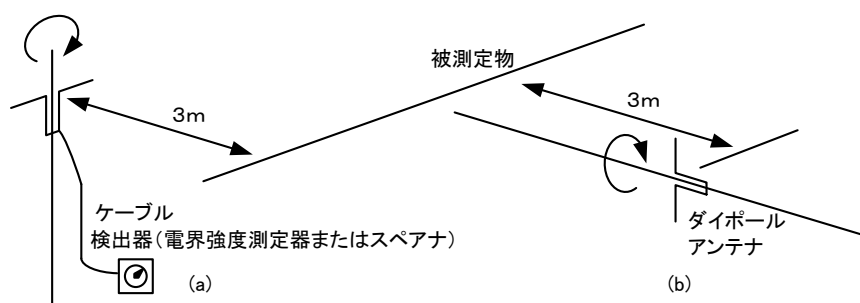 被測定物
3m
3m
ケーブル
検出器(電界強度測定器またはスペアナ)
ダイポール
アンテナ
(a)
(b)